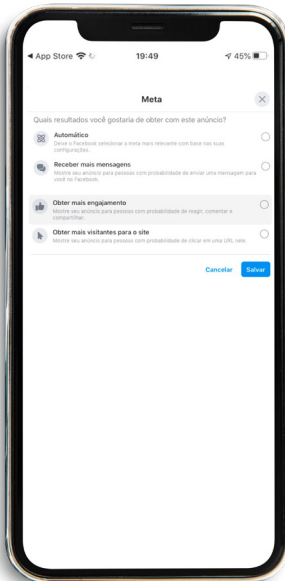 App Store
19:49
45%
Meta
Quais resultados você gostaria de obter com este anúncio?
Automático
Deixe o Facebook selecionar a meta mais relevante com base nas suas
configurações.
Receber mais mensagens
Mostre seu anúncio para pessoas com probabilidade de enviar uma mensagem para
você no Facebook.
Obter mais engajamento
Mostre seu anúncio para pessoas com probabilidade de reagir, comentar e
compartilhar.
Obter mais visitantes para o site
Mostre seu anúncio para pessoas com probabilidade de clicar em uma URL nele.
Cancelar Salvar